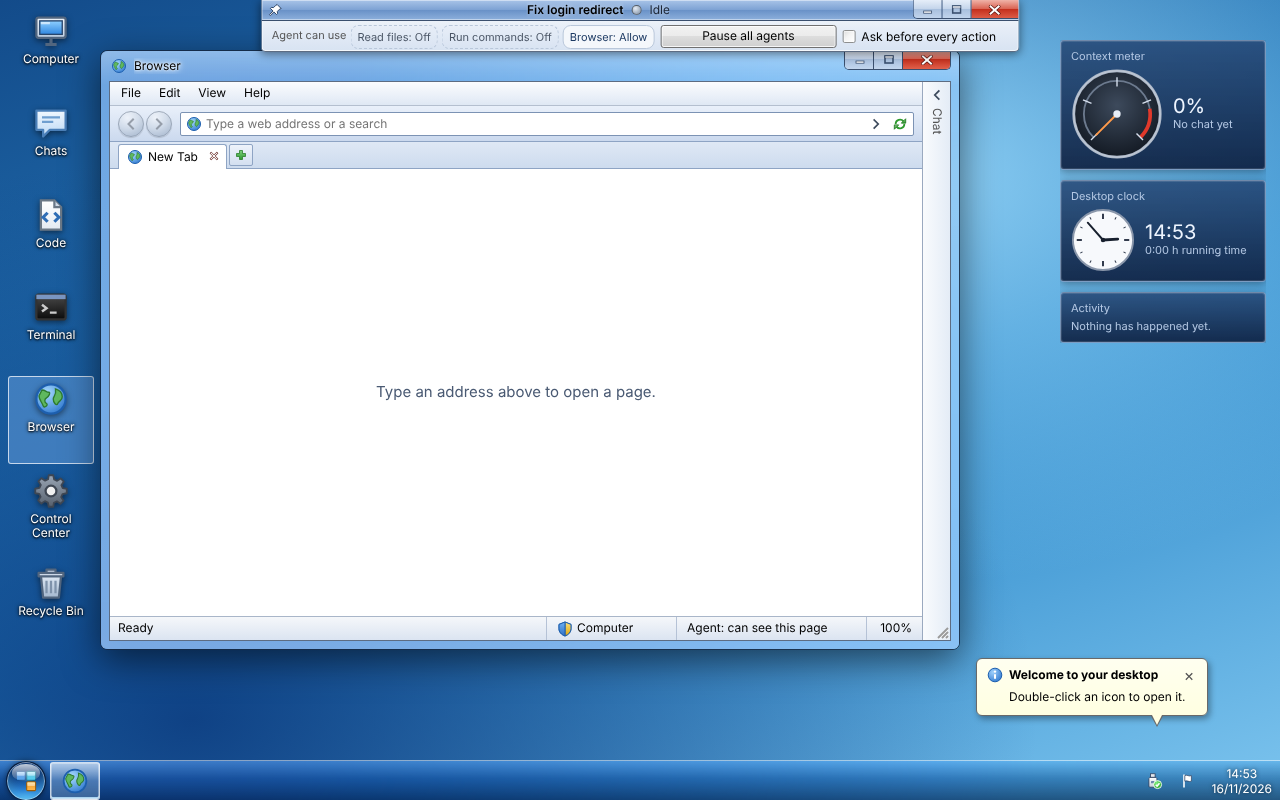 Fix login redirect Idle
Agent can use Read files: Off Run commands: Off Browser: Allow Pause all agents Ask before every action
Computer
Chats
Code
Terminal
Browser
Control
Center
Recycle Bin
Browser
File Edit View Help
Type a web address or a search
New Tab
Type an address above to open a page.
Chat
Ready Computer Agent: can see this page 100%
Context meter
0%
No chat yet
Desktop clock
14:53
0:00 h running time
Activity
Nothing has happened yet.
Welcome to your desktop
Double-click an icon to open it.
14:53
16/11/2026